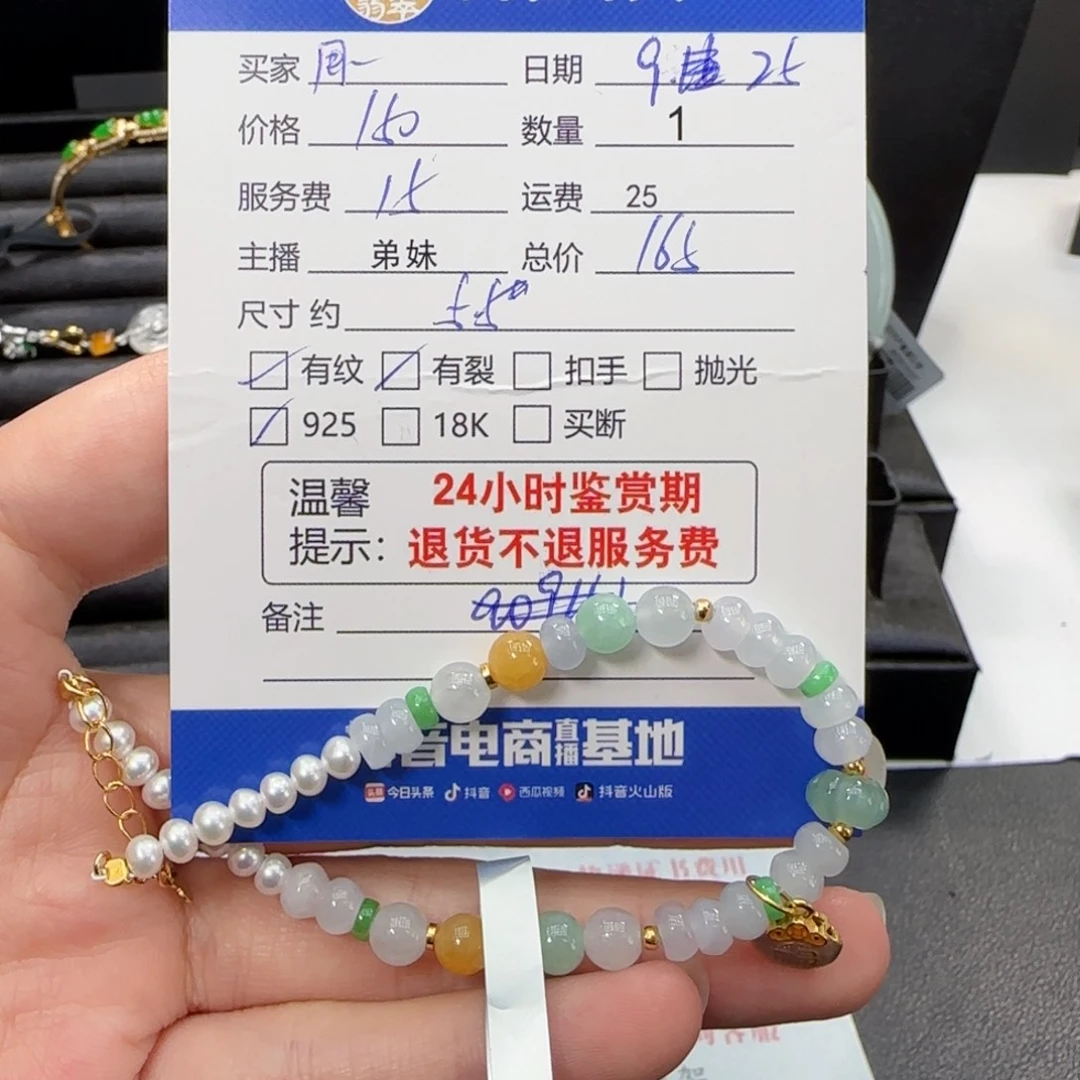 翡翠
买家 周一 日期 9. 25
价格 150 数量 1
服务费 15 运费 25
主播 弟妹 总价 165
尺寸 约 55
有纹 有裂 扣手 抛光
925 18K 买断
温馨提示: 24小时鉴赏期
退货不退服务费
备注
音电商直播基地
今日头条 抖音 西瓜视频 抖音火山版